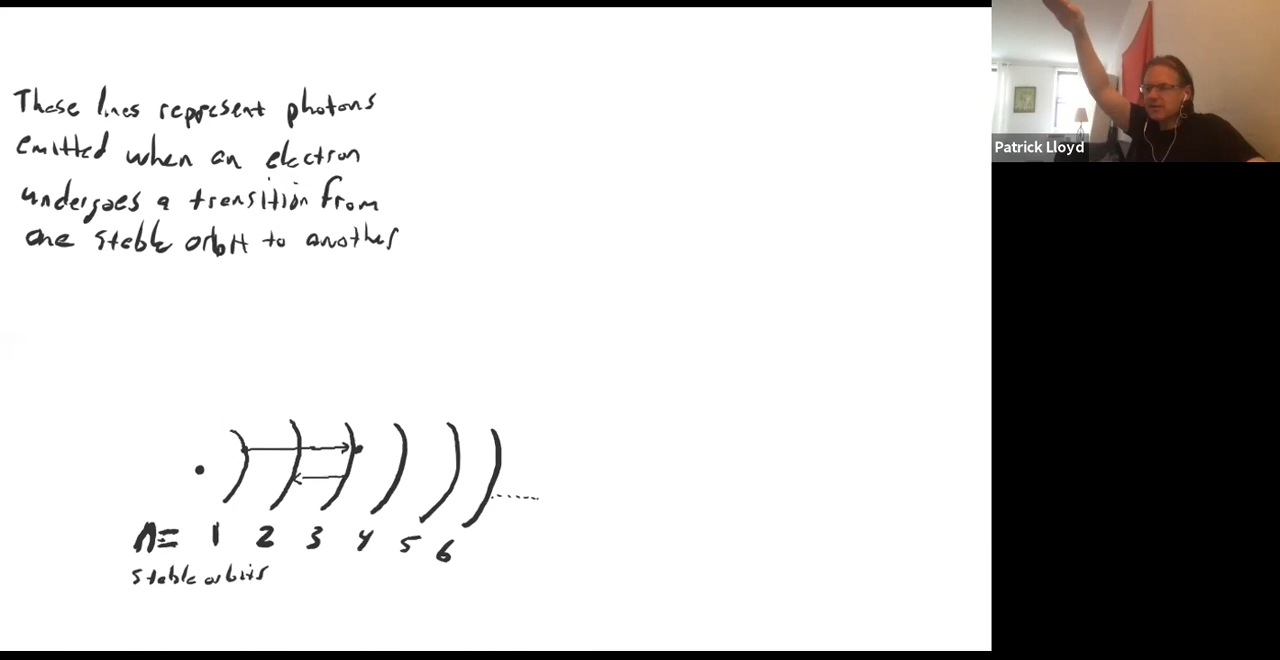 These lines represent photons
emitted when an electron
undergoes a transition from
one stable orbit to another
Patrick Lloyd
n= 1 2 3 4 5 6
stable orbits